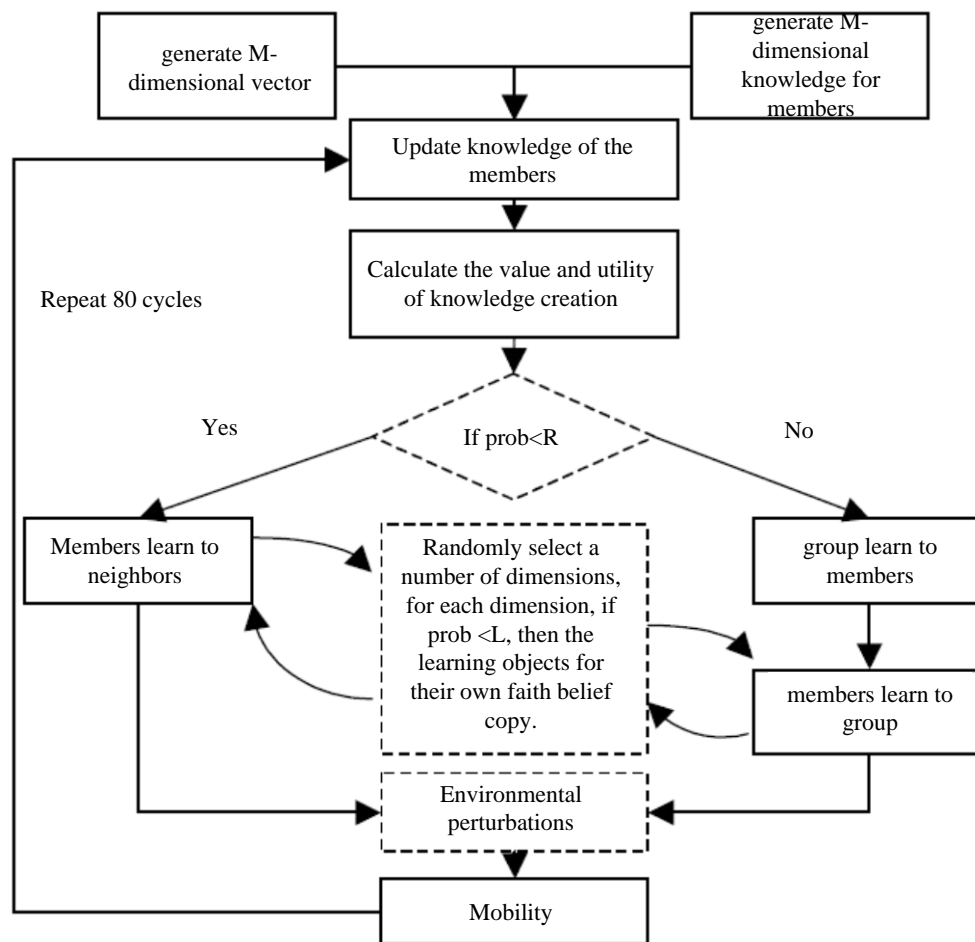 generate M-
dimensional vector
generate M-
dimensional
knowledge for
members
Update knowledge of the
members
Calculate the value and utility
of knowledge creation
Repeat 80 cycles
Yes
If prob<R
No
Members learn to
neighbors
Randomly select a
number of dimensions,
for each dimension, if
prob <L, then the
learning objects for
their own faith belief
copy.
group learn to
members
members learn to
group
Environmental
perturbations
Mobility